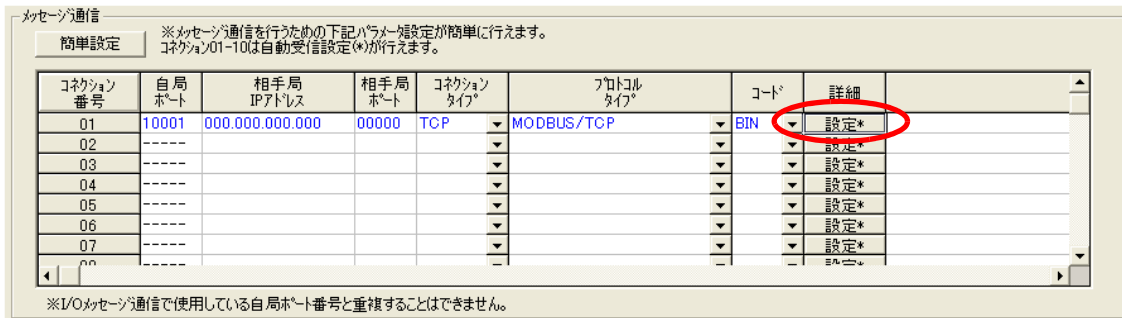 メッセージ通信
簡単設定
※メッセージ通信を行うための下記パラメータ設定が簡単に行えます。
コネクション01-10は自動受信設定(*)が行えます。
コネクション番号 自局ポート 相手局IPアドレス 相手局ポート コネクションタイプ プロトコルタイプ コード 詳細
01 10001 000.000.000.000 00000 TCP MODBUS/TCP BIN 設定*
02 ----- 設定*
03 ----- 設定*
04 ----- 設定*
05 ----- 設定*
06 ----- 設定*
07 ----- 設定*
※I/Oメッセージ通信で使用している自局ポート番号と重複することはできません。